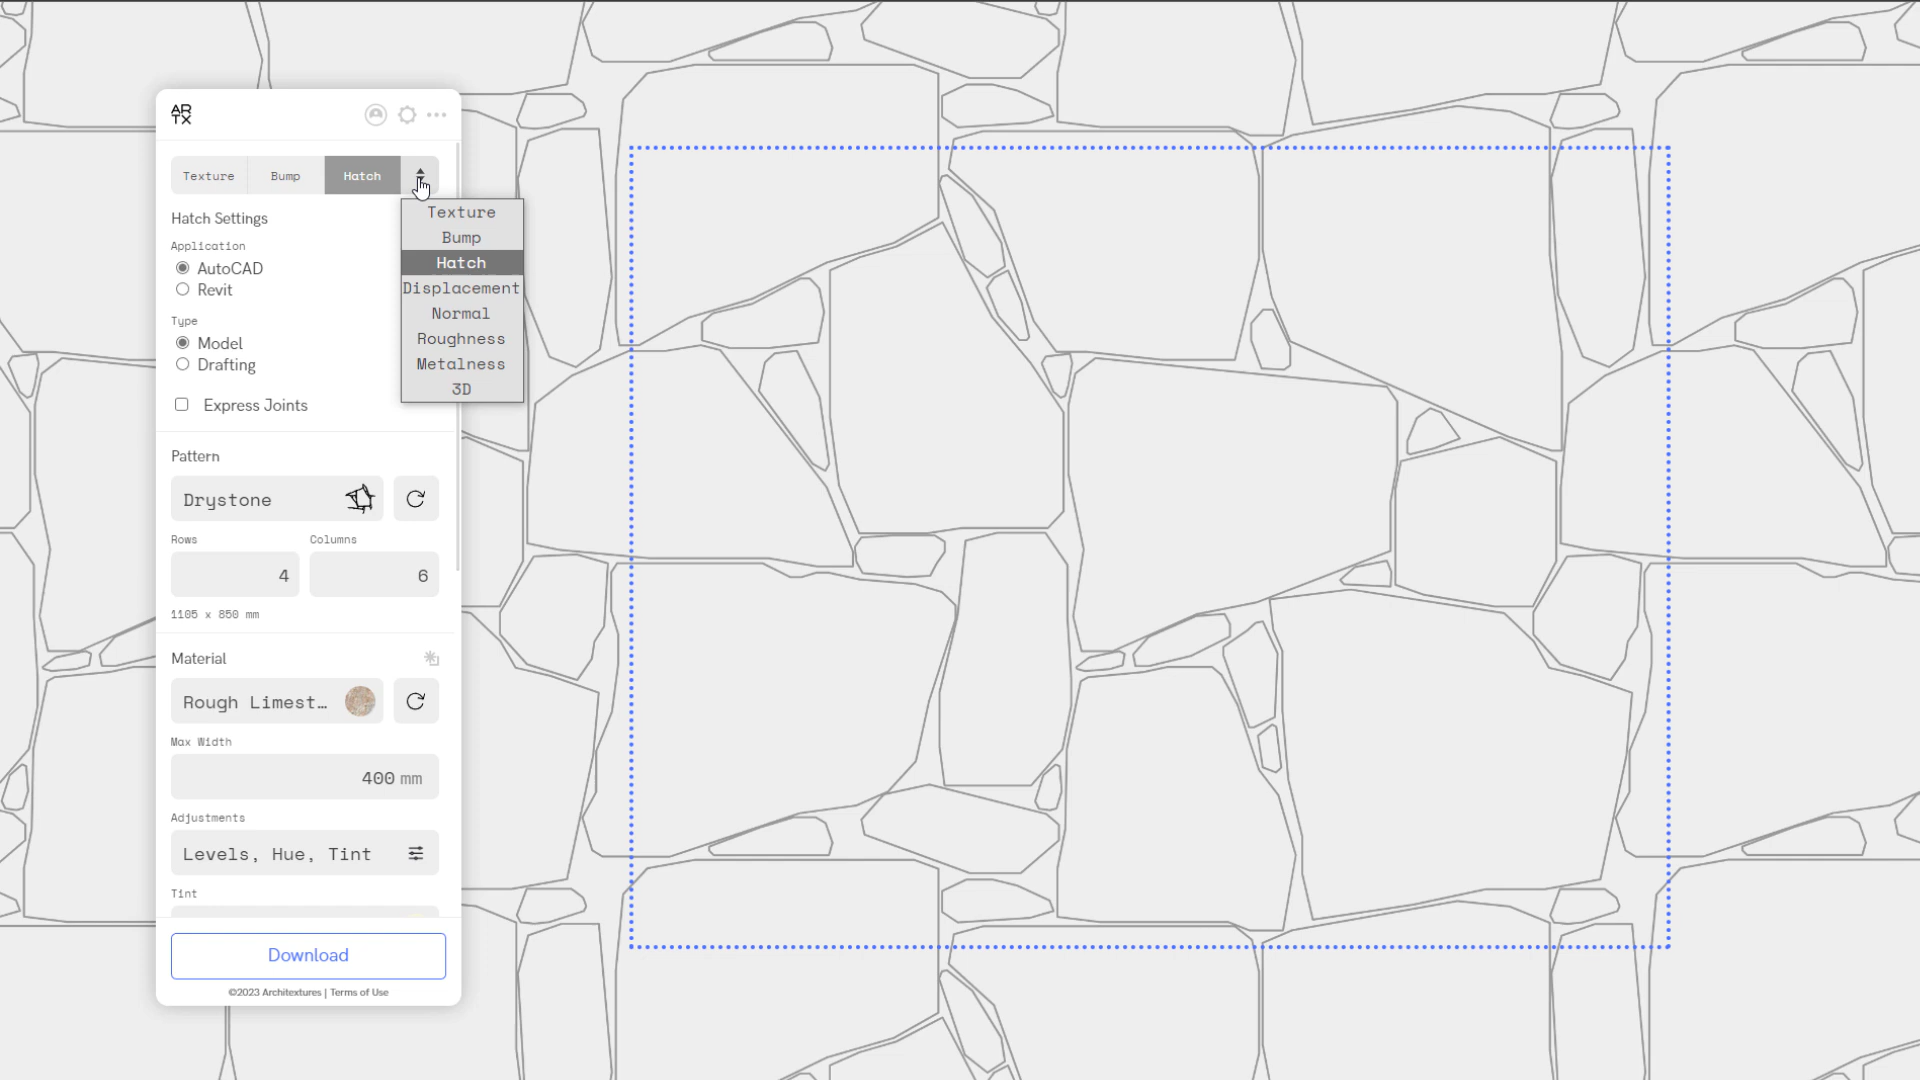 AR
TX
Texture Bump Hatch
Texture
Bump
Hatch
Displacement
Normal
Roughness
Metalness
3D
Hatch Settings
Application
AutoCAD
Revit
Type
Model
Drafting
Express Joints
Pattern
Drystone
Rows Columns
4 6
1105 x 850 mm
Material
Rough Limest...
Max Width
400 mm
Adjustments
Levels, Hue, Tint
Tint
Download
©2023 Architextures | Terms of Use